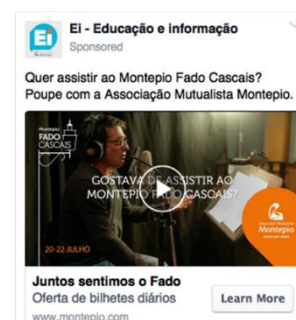 Ei
Ei - Educação e informação
Sponsored
Quer assistir ao Montepio Fado Cascais?
Poupe com a Associação Mutualista Montepio.
Montepio
FADO
CASCAIS
GOSTAVA DE ASSISTIR AO
MONTEPIO FADO CASCAIS?
20-22 JULHO
Montepio
Juntos sentimos o Fado
Oferta de bilhetes diários
Learn More
www.montepio.com